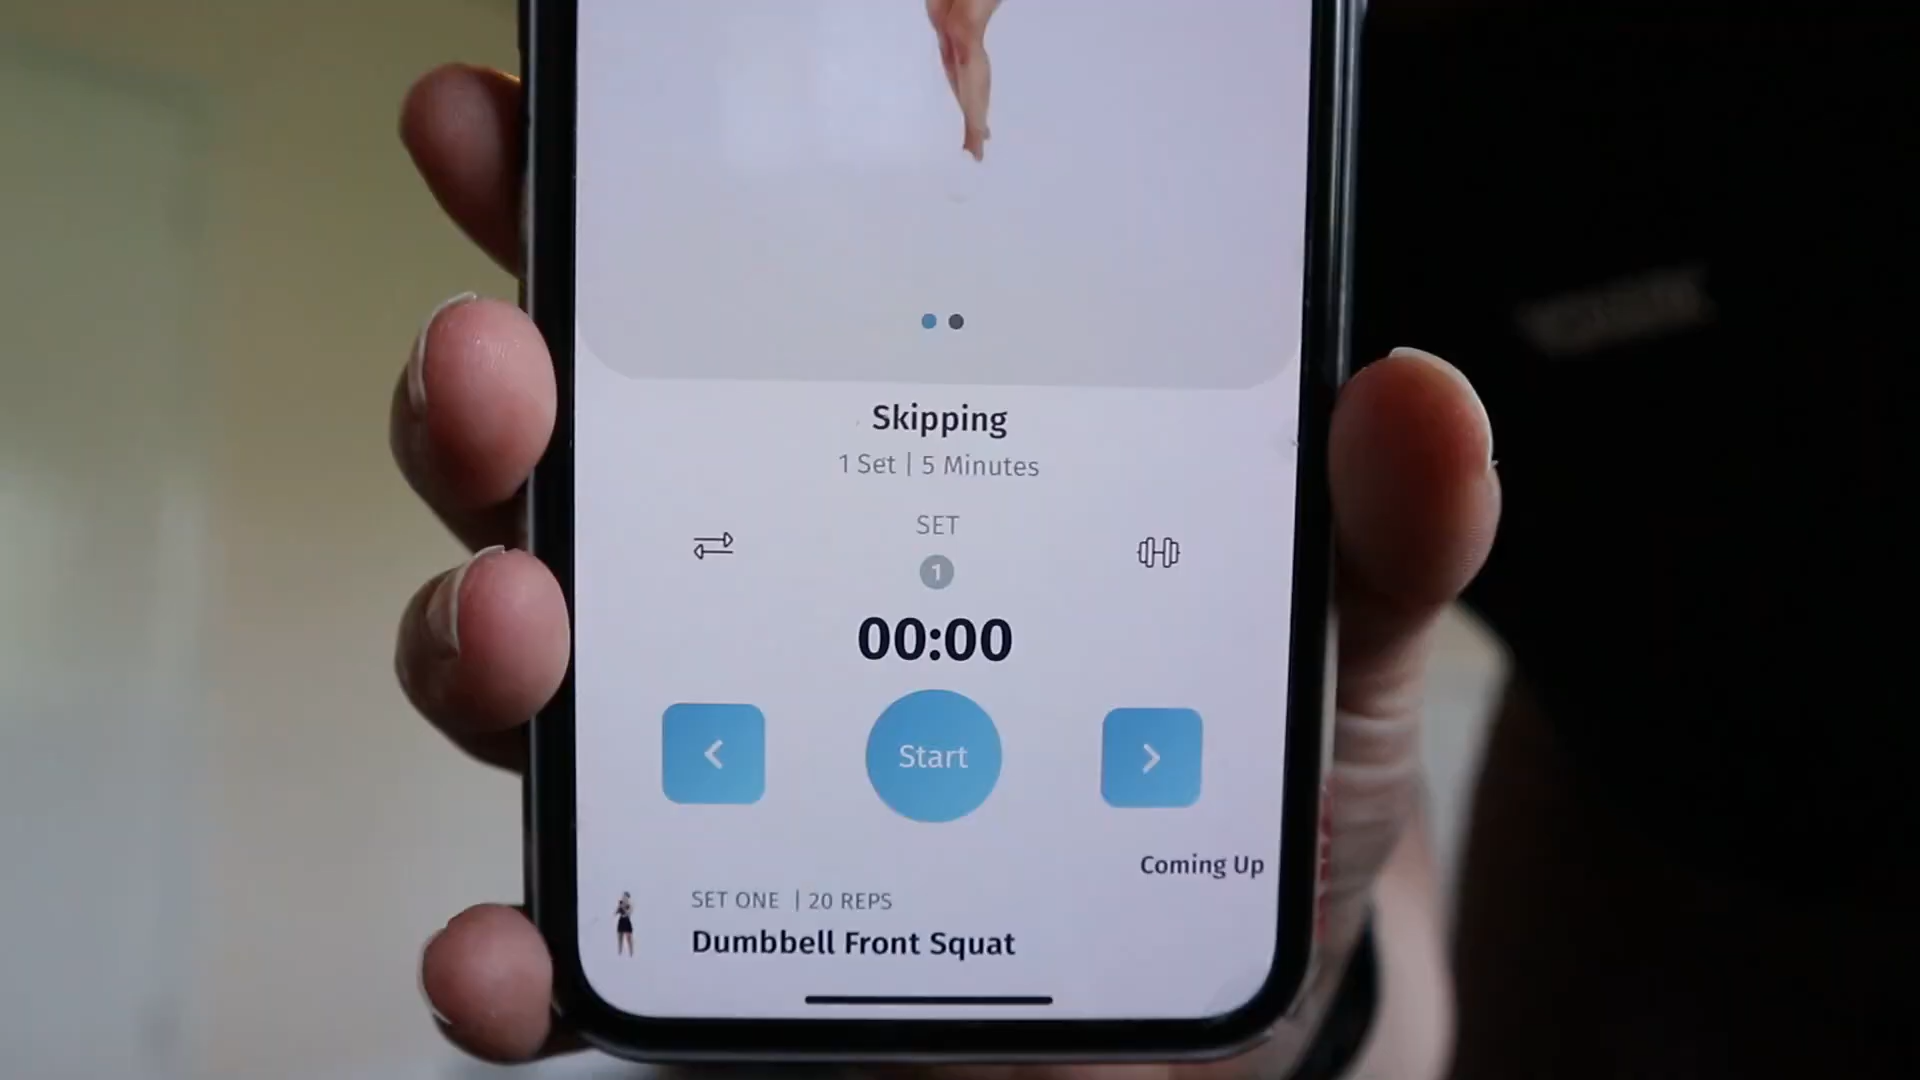 Skipping
1 Set | 5 Minutes
SET
1
00:00
Start
Coming Up
SET ONE | 20 REPS
Dumbbell Front Squat